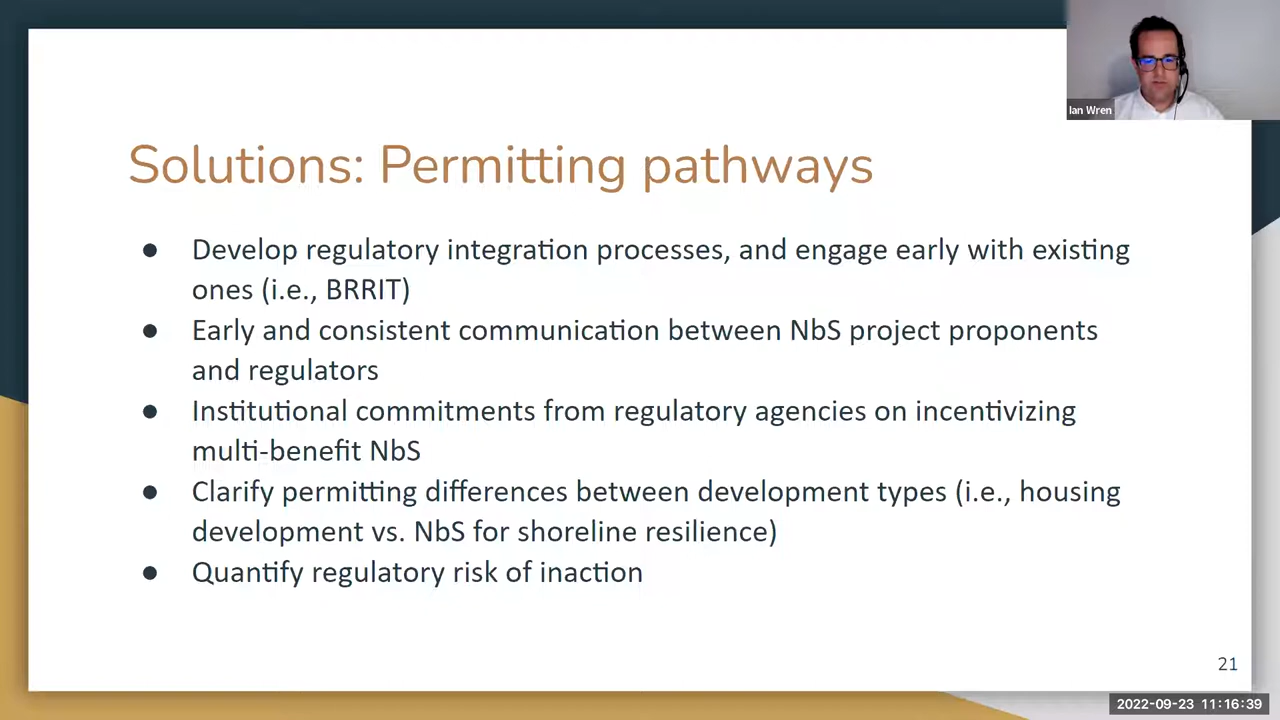 Ian Wren
Solutions: Permitting pathways
● Develop regulatory integration processes, and engage early with existing
ones (i.e., BRRIT)
● Early and consistent communication between NbS project proponents
and regulators
● Institutional commitments from regulatory agencies on incentivizing
multi-benefit NbS
● Clarify permitting differences between development types (i.e., housing
development vs. NbS for shoreline resilience)
● Quantify regulatory risk of inaction
21
2022-09-23 11:16:39